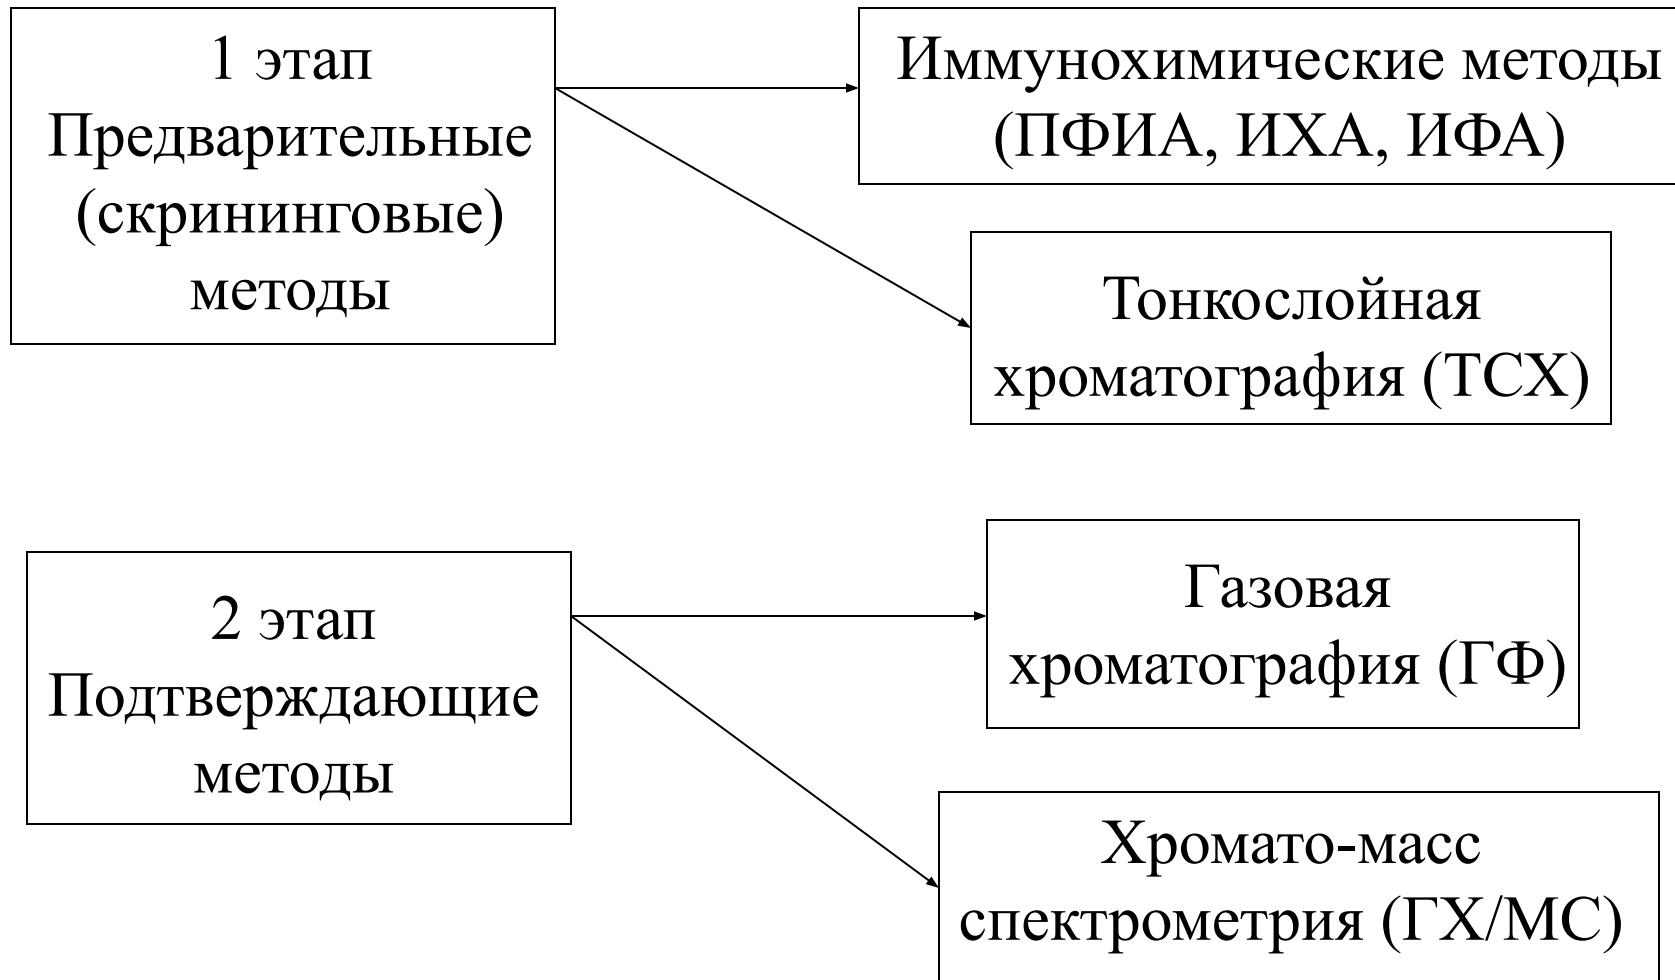 1 этап
Предварительные
(скрининговые)
методы
Иммунохимические методы
(ПФИА, ИХА, ИФА)
Тонкослойная
хроматография (ТСХ)
2 этап
Подтверждающие
методы
Газовая
хроматография (ГФ)
Хромато-масс
спектрометрия (ГХ/МС)